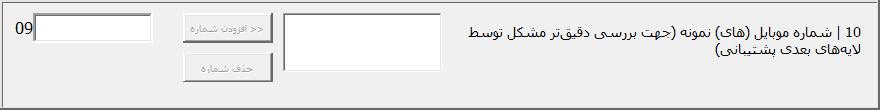 10 | شماره موبایل (های) نمونه (جهت بررسی دقیق‌تر مشکل توسط
لایه‌های بعدی پشتیبانی)
افزودن شماره >>
حذف شماره
09